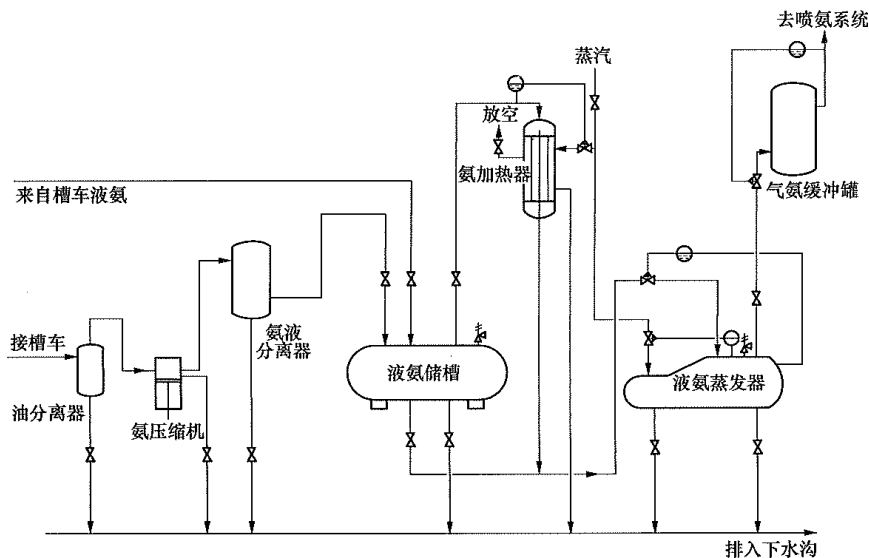 去喷氨系统
蒸汽
放空
氨加热器
来自槽车液氨
气氨缓冲罐
接槽车
氨液
分离器
液氨储槽
液氨蒸发器
油分离器
氨压缩机
排入下水沟